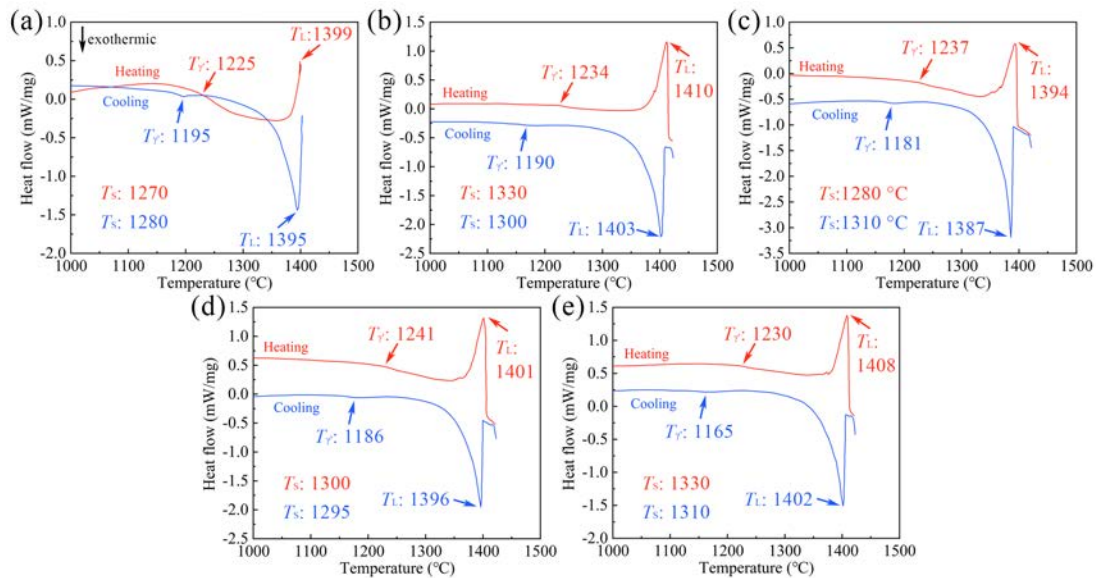 (a)
exothermic
Heating
Cooling
Tγ′: 1225
TL: 1399
Tγ′: 1195
TS: 1270
TS: 1280
TL: 1395
Heat flow (mW/mg)
1.0
0.5
0.0
-0.5
-1.0
-1.5
-2.0
1000 1100 1200 1300 1400 1500
Temperature (°C)
(b)
Heating
Cooling
Tγ′: 1234
TL:
1410
Tγ′: 1190
TS: 1330
TS: 1300
TL: 1403
Heat flow (mW/mg)
1.5
1.0
0.5
0.0
-0.5
-1.0
-1.5
-2.0
-2.5
1000 1100 1200 1300 1400 1500
Temperature (°C)
(c)
Heating
Cooling
Tγ′: 1237
TL:
1394
Tγ′: 1181
TS:1280 °C
TS:1310 °C
TL: 1387
Heat flow (mW/mg)
1.0
0.5
0.0
-0.5
-1.0
-1.5
-2.0
-2.5
-3.0
-3.5
1000 1100 1200 1300 1400 1500
Temperature (°C)
(d)
Heating
Cooling
Tγ′: 1241
TL:
1401
Tγ′: 1186
TS: 1300
TS: 1295
TL: 1396
Heat flow (mW/mg)
1.5
1.0
0.5
0.0
-0.5
-1.0
-1.5
-2.0
-2.5
1000 1100 1200 1300 1400 1500
Temperature (°C)
(e)
Heating
Cooling
Tγ′: 1230
TL:
1408
Tγ′: 1165
TS: 1330
TS: 1310
TL: 1402
Heat flow (mW/mg)
1.5
1.0
0.5
0.0
-0.5
-1.0
-1.5
-2.0
1000 1100 1200 1300 1400 1500
Temperature (°C)